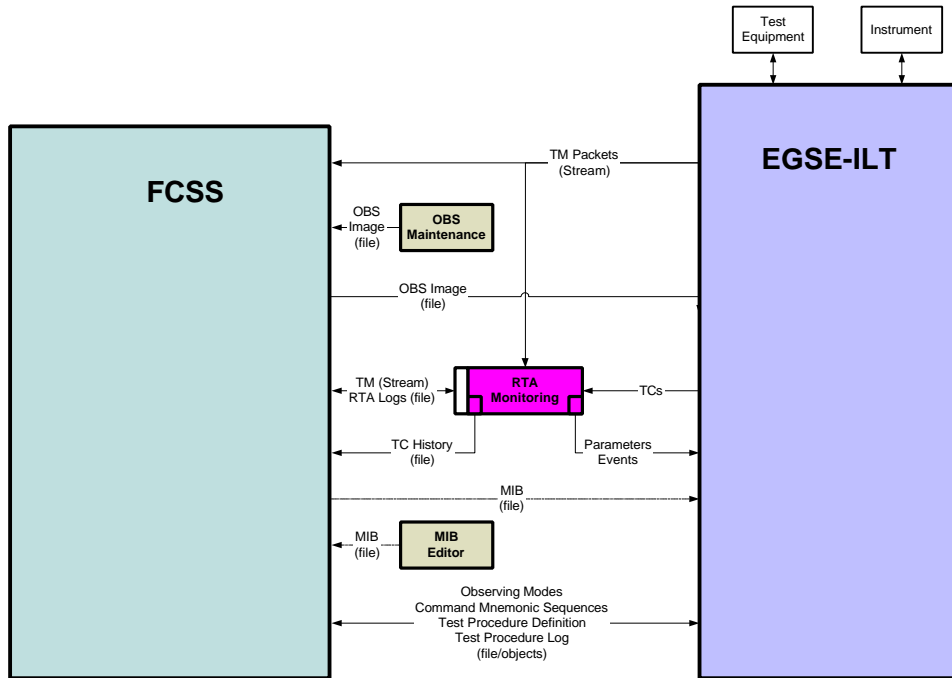 Test
Equipment
Instrument
EGSE-ILT
FCSS
TM Packets
(Stream)
OBS
Image
(file)
OBS
Maintenance
OBS Image
(file)
TM (Stream)
RTA Logs (file)
RTA
Monitoring
TCs
TC History
(file)
Parameters
Events
MIB
(file)
MIB
(file)
MIB
Editor
Observing Modes
Command Mnemonic Sequences
Test Procedure Definition
Test Procedure Log
(file/objects)